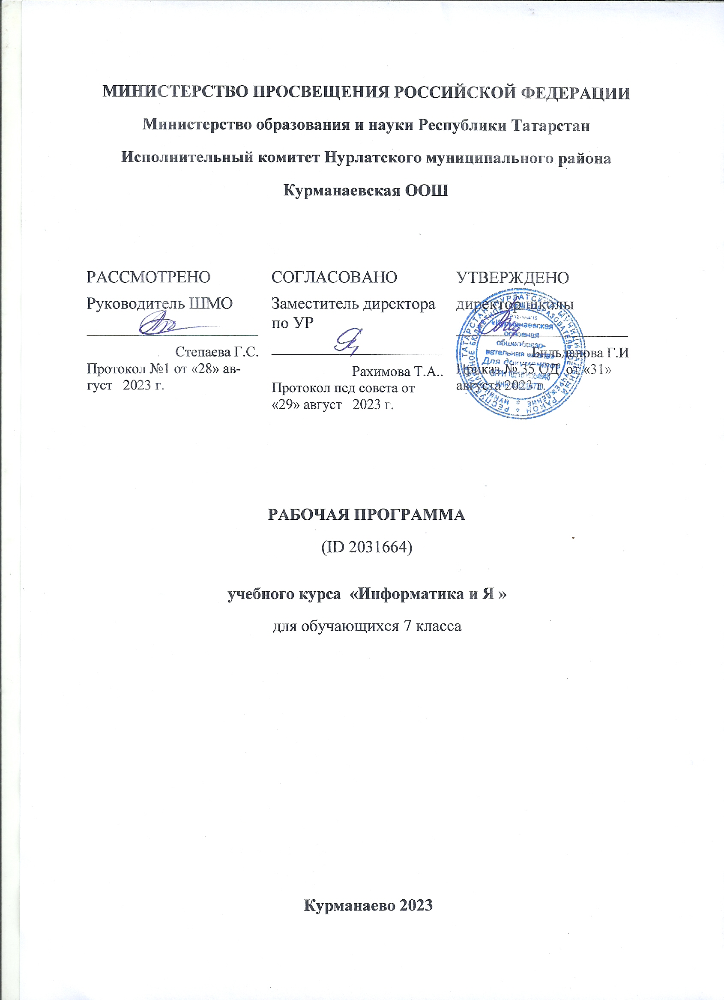 МИНИСТЕРСТВО ПРОСВЕЩЕНИЯ РОССИЙСКОЙ ФЕДЕРАЦИИ
Министерство образования и науки Республики Татарстан
Исполнительный комитет Нурлатского муниципального района
Курманаевская ООШ
РАССМОТРЕНО
Руководитель ШМО
Степаева Г.С.
Протокол №1 от «28» ав-
густ 2023 г.
СОГЛАСОВАНО
Заместитель директора
по УР
Рахимова Т.А..
Протокол пед совета от
«29» август 2023 г.
УТВЕРЖДЕНО
директор школы
Бильданова Г.И
Приказ № 35 ОД от «31»
августа 2023 г.
«Курманаевская
основная
общеобразо-
вательная школа»
Для документов
РАБОЧАЯ ПРОГРАММА
(ID 2031664)
учебного курса «Информатика и Я »
для обучающихся 7 класса
Курманаево 2023